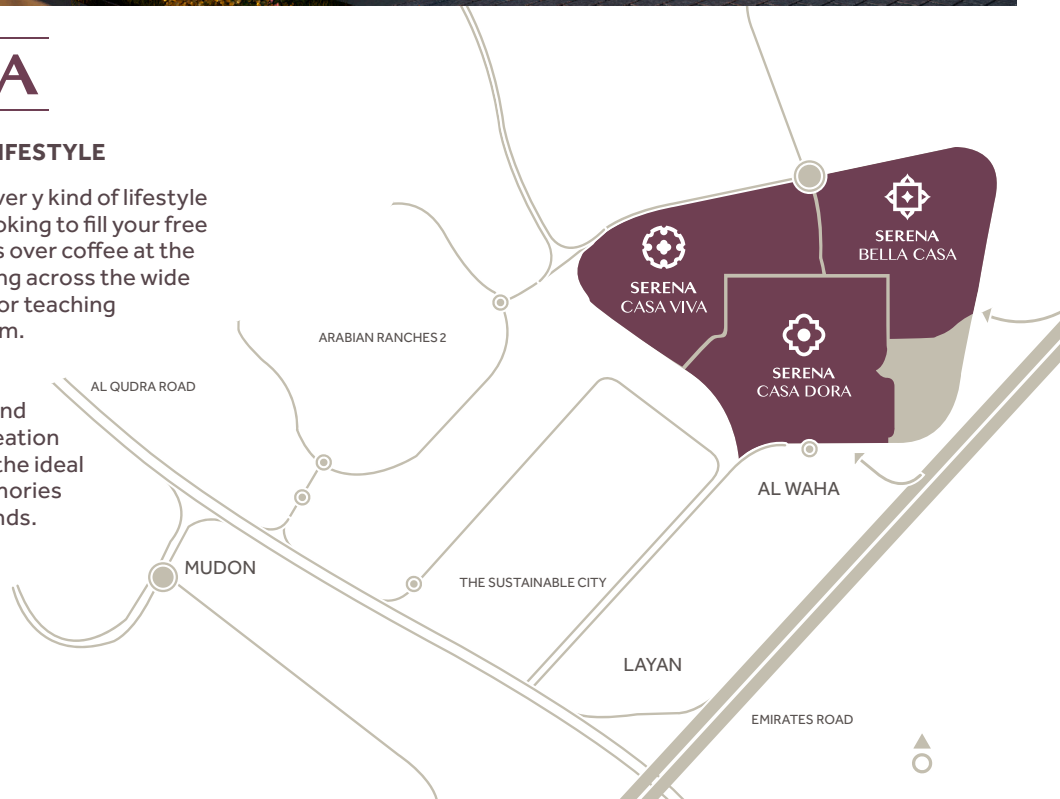 A
IFESTYLE
ver y kind of lifestyle
oking to fill your free
s over coffee at the
ng across the wide
or teaching
m.
nd
eation
the ideal
mories
nds.
SERENA
BELLA CASA
SERENA
CASA VIVA
SERENA
CASA DORA
ARABIAN RANCHES 2
AL QUDRA ROAD
AL WAHA
MUDON
THE SUSTAINABLE CITY
LAYAN
EMIRATES ROAD